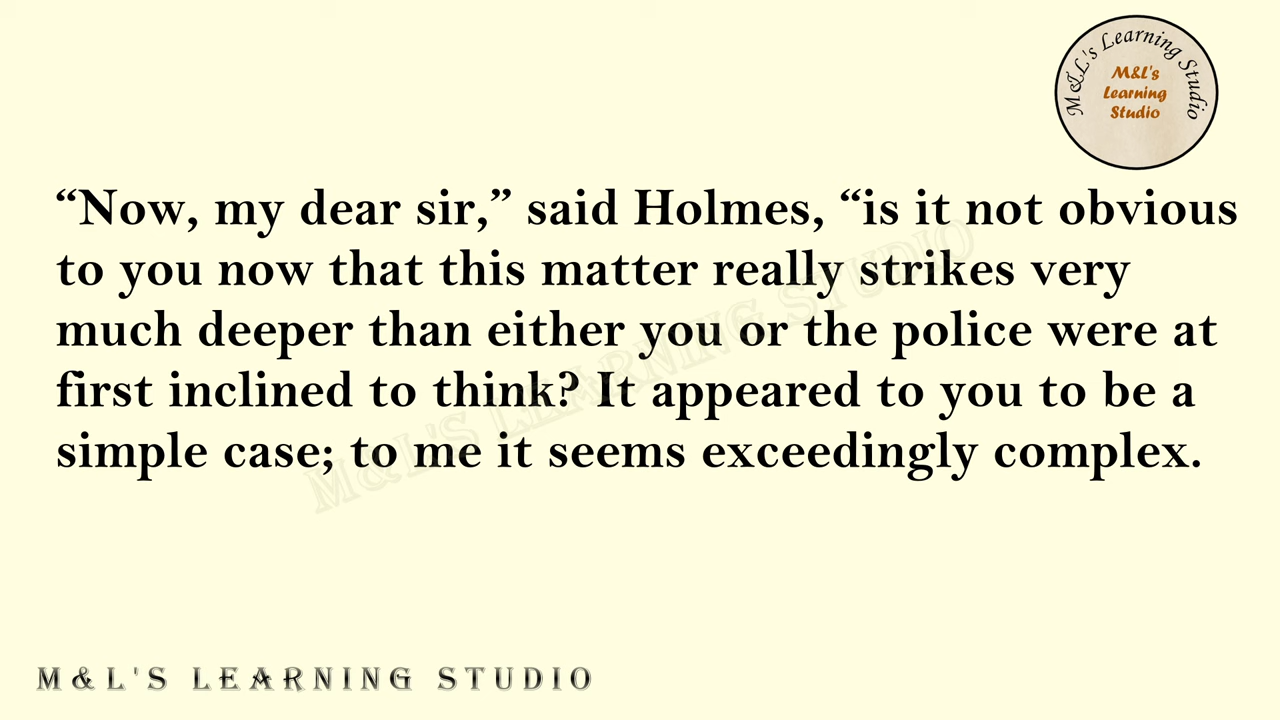 M&L's Learning Studio
M&L's
Learning
Studio
“Now, my dear sir,” said Holmes, “is it not obvious
to you now that this matter really strikes very
much deeper than either you or the police were at
first inclined to think? It appeared to you to be a
simple case; to me it seems exceedingly complex.
M&L'S LEARNING STUDIO
M&L'S LEARNING STUDIO